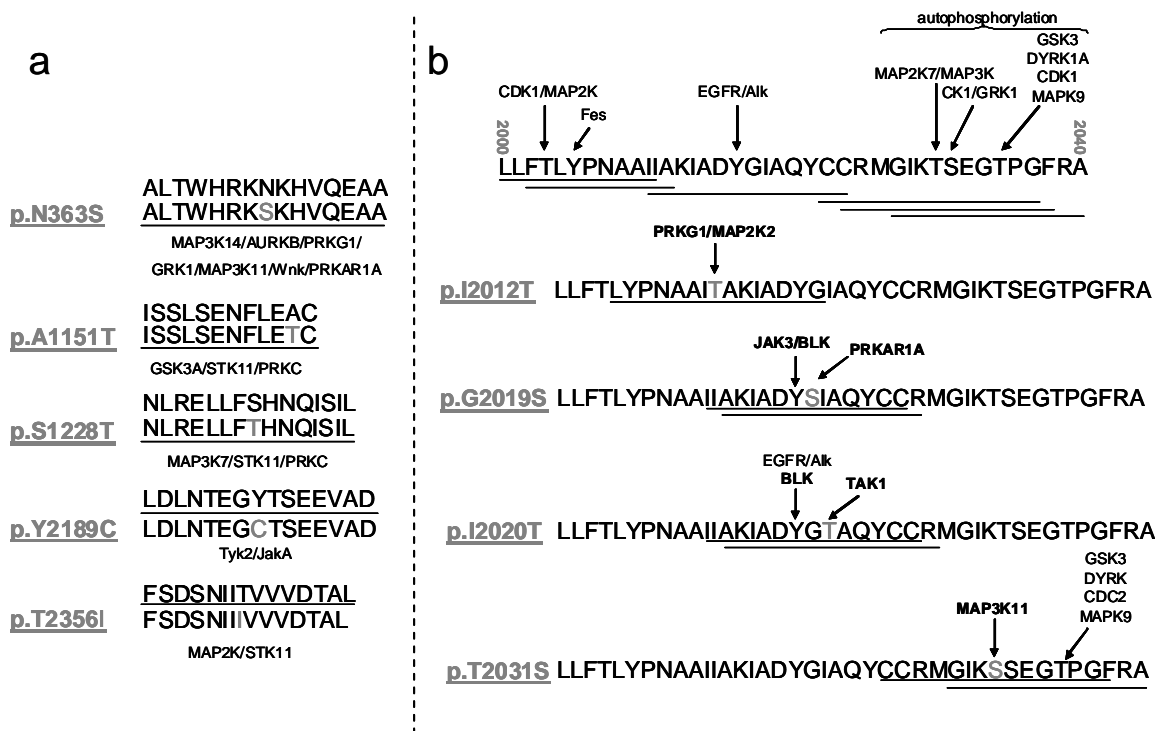 a
p.N363S
ALTWHRKNKHVQEAA
ALTWHRKSKHVQEAA
MAP3K14/AURKB/PRKG1/
GRK1/MAP3K11/Wnk/PRKAR1A
p.A1151T
ISSLSENFLEAC
ISSLSENFLETC
GSK3A/STK11/PRKC
p.S1228T
NLRELLFSHNQISIL
NLRELLFTHNQISIL
MAP3K7/STK11/PRKC
p.Y2189C
LDLNTEGYTSEEVAD
LDLNTEGCTSEEVAD
Tyk2/JakA
p.T2356I
FSDSNIITVVVDTAL
FSDSNIIIVVVDTAL
MAP2K/STK11
b
autophosphorylation
CDK1/MAP2K
Fes
EGFR/Alk
MAP2K7/MAP3K
CK1/GRK1
GSK3
DYRK1A
CDK1
MAPK9
2000
2040
LLFTLYPNAAIIAKIADYGIAQYCCRMGIKTSEGTPGFRA
PRKG1/MAP2K2
p.I2012T
LLFTLYPNAAITAKIADYGIAQYCCRMGIKTSEGTPGFRA
JAK3/BLK
PRKAR1A
p.G2019S
LLFTLYPNAAIIAKIADYSIAQYCCRMGIKTSEGTPGFRA
EGFR/Alk
BLK
TAK1
p.I2020T
LLFTLYPNAAIIAKIADYGTAQYCCRMGIKTSEGTPGFRA
MAP3K11
GSK3
DYRK
CDC2
MAPK9
p.T2031S
LLFTLYPNAAIIAKIADYGIAQYCCRMGIKSSEGTPGFRA